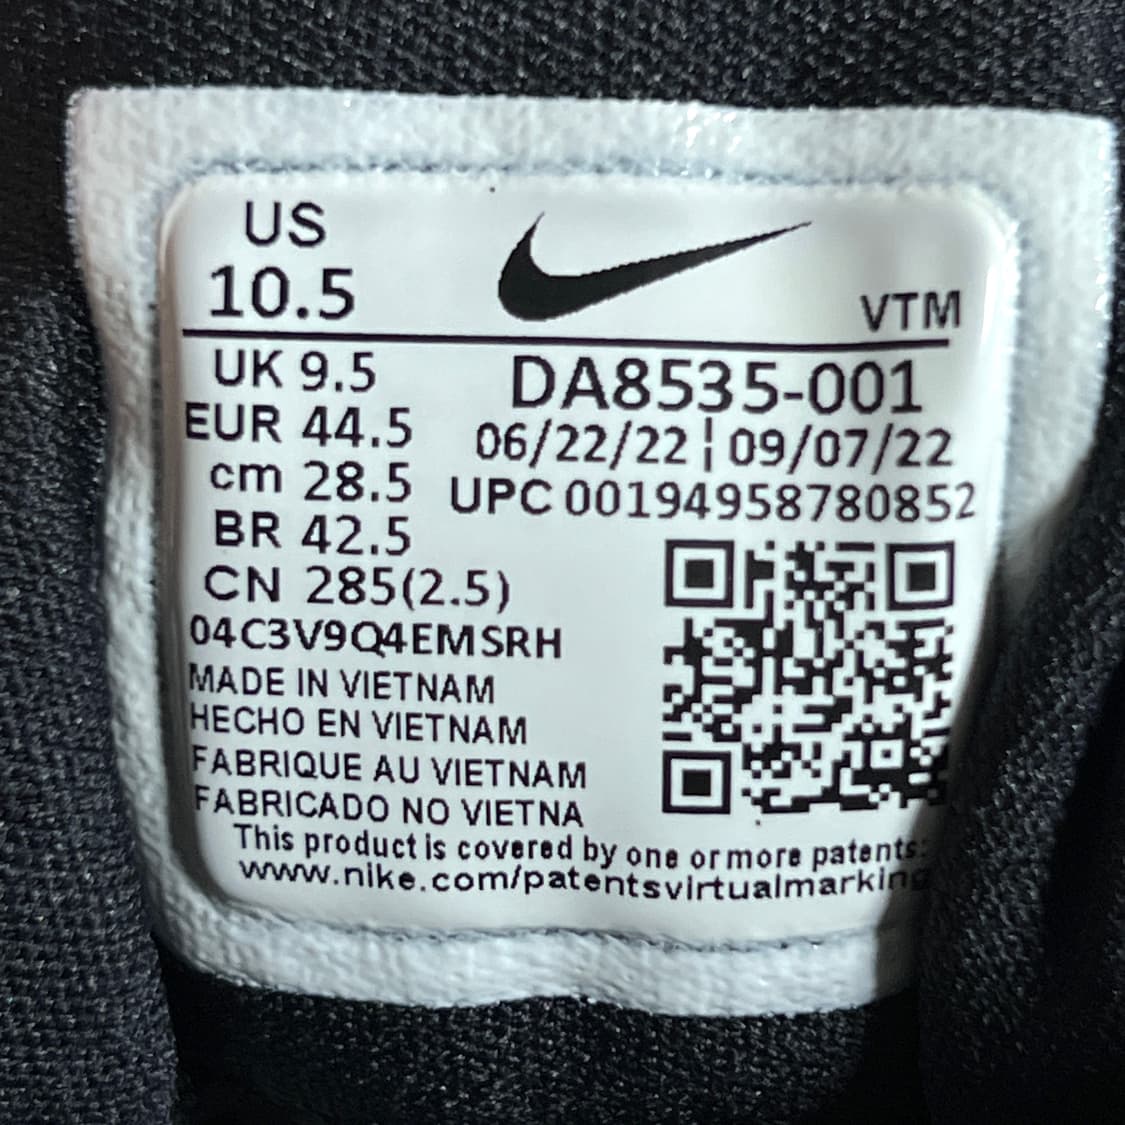 US
10.5
VTM
UK 9.5
EUR 44.5
cm 28.5
BR 42.5
CN 285(2.5)
DA8535-001
06/22/22 ¦ 09/07/22
UPC 00194958780852
04C3V9Q4EMSRH
MADE IN VIETNAM
HECHO EN VIETNAM
FABRIQUE AU VIETNAM
FABRICADO NO VIETNA
This product is covered by one or more patents:
www.nike.com/patentsvirtualmarking